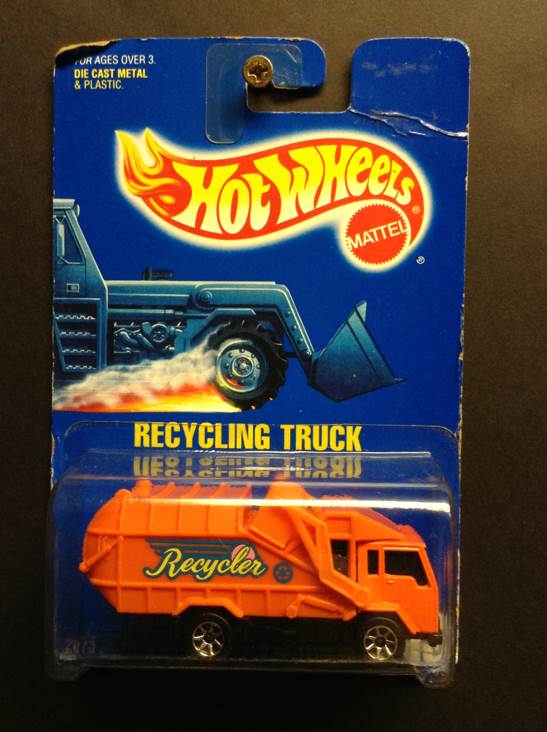 FOR AGES OVER 3.
DIE CAST METAL
& PLASTIC.
HOT WHEELS ®
MATTEL ®
RECYCLING TRUCK
Recycler